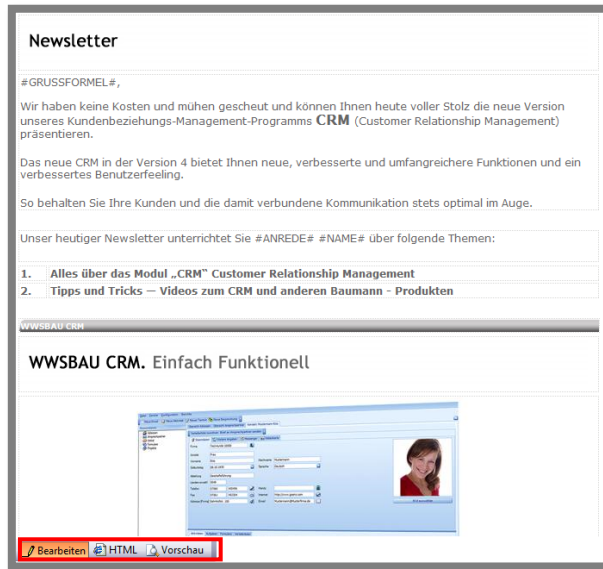 Newsletter
#GRUSSFORMEL#,
Wir haben keine Kosten und mühen gescheut und können Ihnen heute voller Stolz die neue Version
unseres Kundenbeziehungs-Management-Programms CRM (Customer Relationship Management)
präsentieren.
Das neue CRM in der Version 4 bietet Ihnen neue, verbesserte und umfangreichere Funktionen und ein
verbessertes Benutzerfeeling.
So behalten Sie Ihre Kunden und die damit verbundene Kommunikation stets optimal im Auge.
Unser heutiger Newsletter unterrichtet Sie #ANREDE# #NAME# über folgende Themen:
1. Alles über das Modul „CRM“ Customer Relationship Management
2. Tipps und Tricks — Videos zum CRM und anderen Baumann - Produkten
WWSBAU CRM
WWSBAU CRM. Einfach Funktionell
Bearbeiten HTML Vorschau